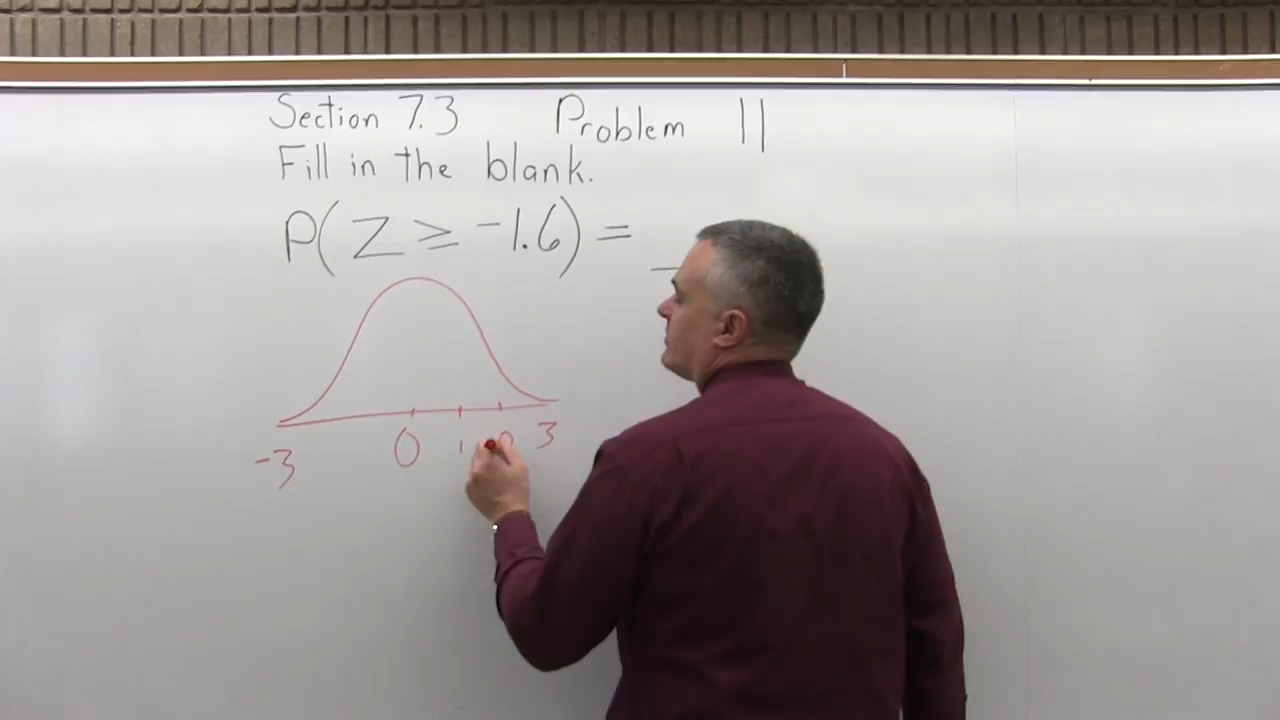 Section 7.3 Problem 11
Fill in the blank.
P(Z ≥ -1.6) =
-3 0 1 3